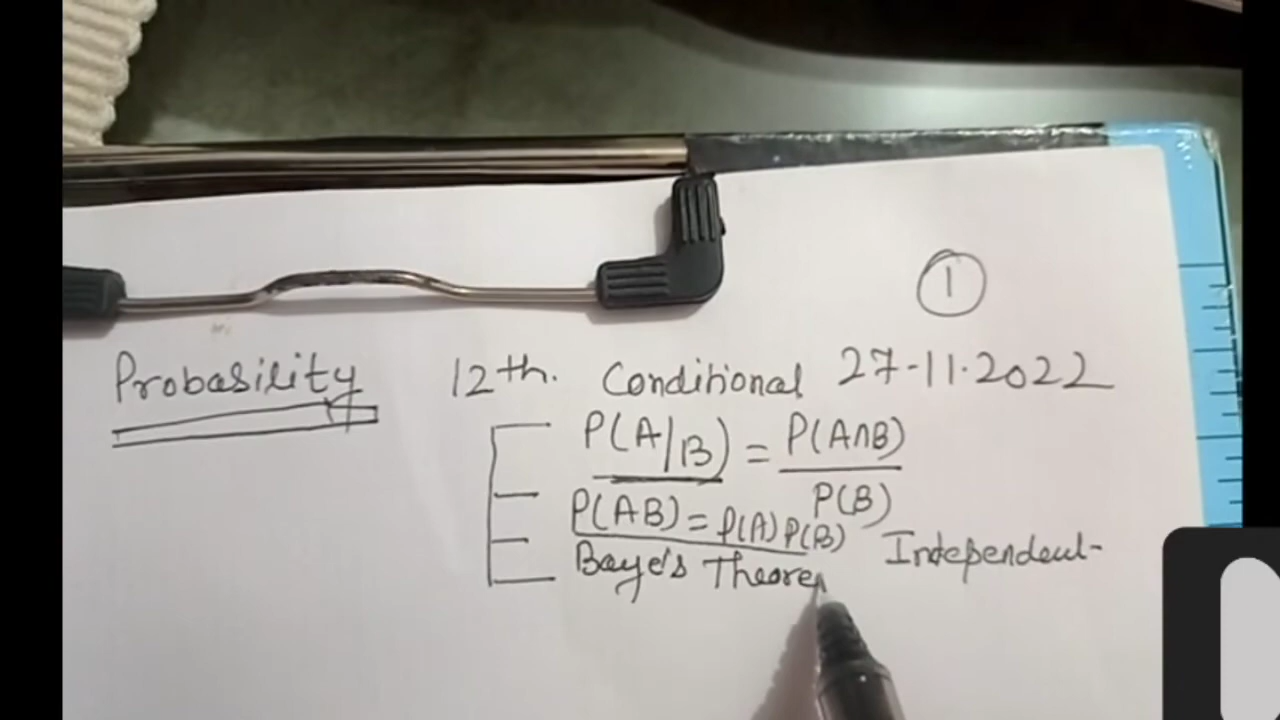 1
Probability 12th. Conditional 27-11.2022
P(A/B) = P(A∩B) / P(B)
P(AB) = P(A) P(B) Independent
Baye's Theorem